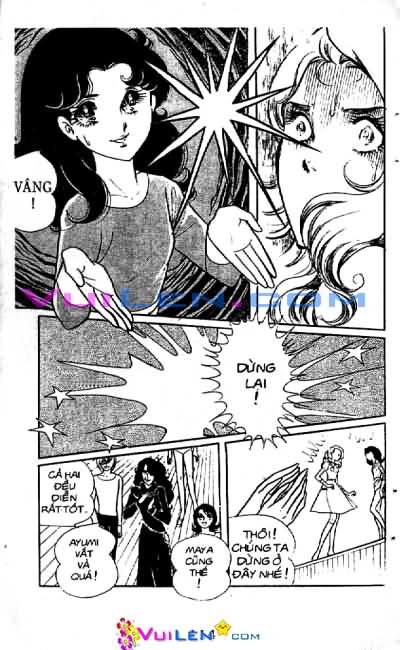 VÂNG
!
VUILEN.COM
DỪNG
LẠI
!
CẢ HAI
ĐỀU
DIỄN
RẤT TỐT..
AYUMI
VẤT
VẢ
QUÁ!
MAYA
CŨNG
THẾ
!
THÔI!
CHÚNG TA
DỪNG Ở
ĐÂY NHÉ!
VUILEN